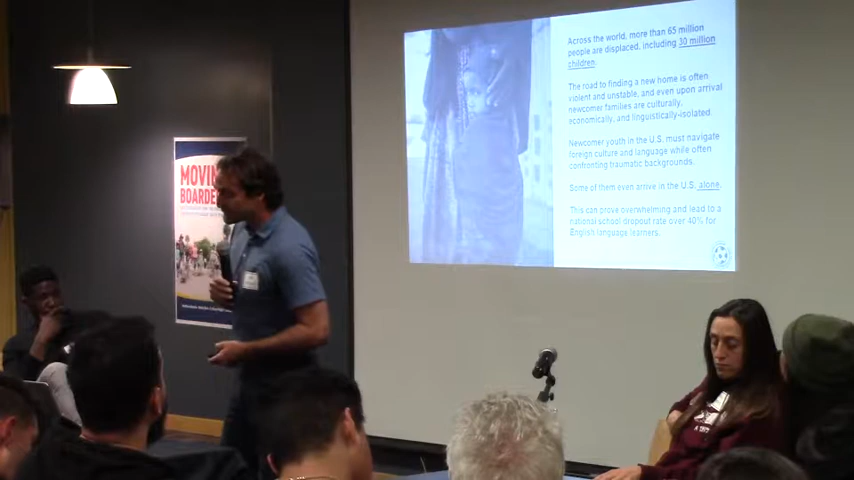 Across the world, more than 65 million
people are displaced, including 30 million
children.
The road to finding a new home is often
violent and unstable, and even upon arrival
newcomer families are culturally,
economically, and linguistically-isolated.
Newcomer youth in the U.S. must navigate
foreign culture and language while often
confronting traumatic backgrounds.
Some of them even arrive in the U.S. alone.
This can prove overwhelming and lead to a
national school dropout rate over 40% for
English language learners.
MOVIN
BOARDE